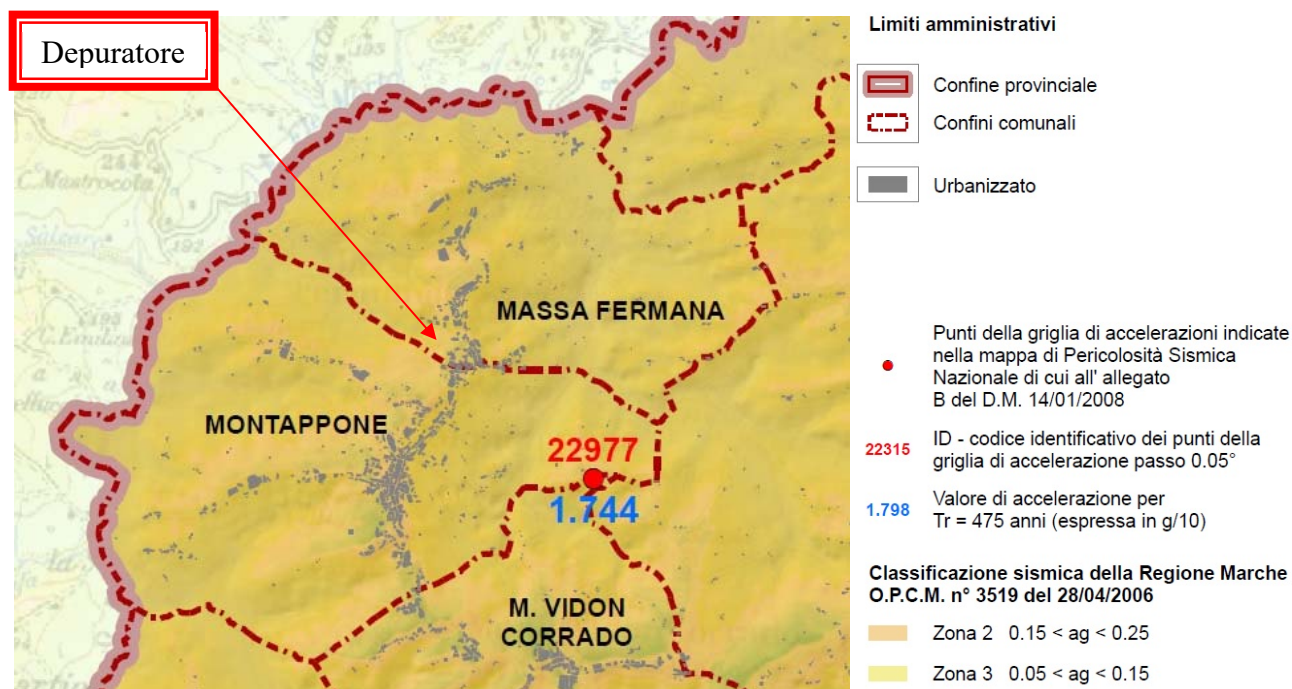 Depuratore
244
C. Mastrocola
192
MASSA FERMANA
MONTAPPONE
22977
1.744
M. VIDON
CORRADO
Limiti amministrativi
Confine provinciale
Confini comunali
Urbanizzato
Punti della griglia di accelerazioni indicate
nella mappa di Pericolosità Sismica
Nazionale di cui all' allegato
B del D.M. 14/01/2008
22315
ID - codice identificativo dei punti della
griglia di accelerazione passo 0.05°
1.798
Valore di accelerazione per
Tr = 475 anni (espressa in g/10)
Classificazione sismica della Regione Marche
O.P.C.M. n° 3519 del 28/04/2006
Zona 2 0.15 < ag < 0.25
Zona 3 0.05 < ag < 0.15